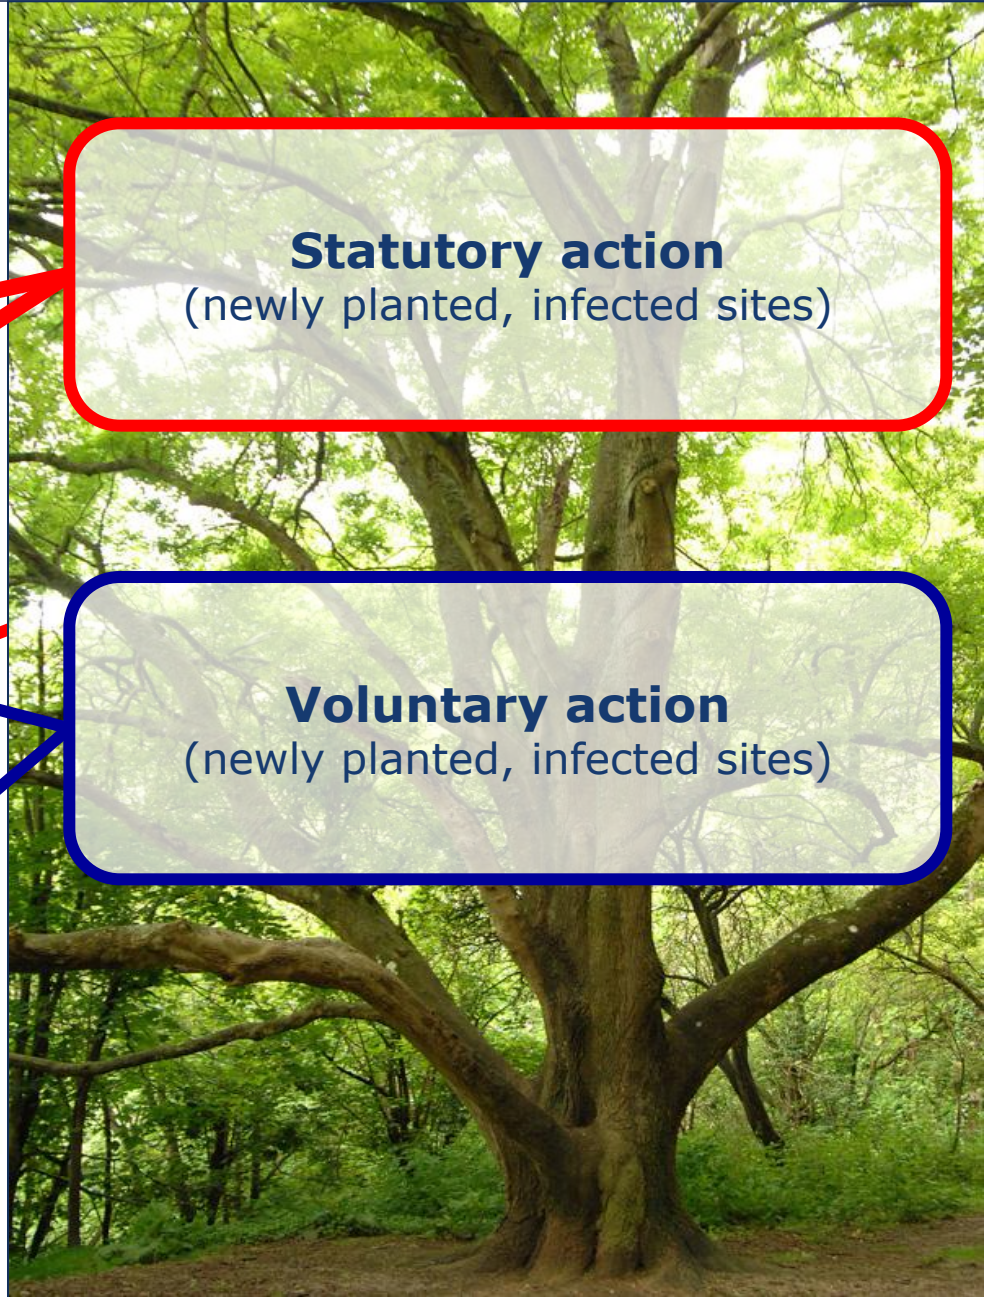 Statutory action
(newly planted, infected sites)
Voluntary action
(newly planted, infected sites)